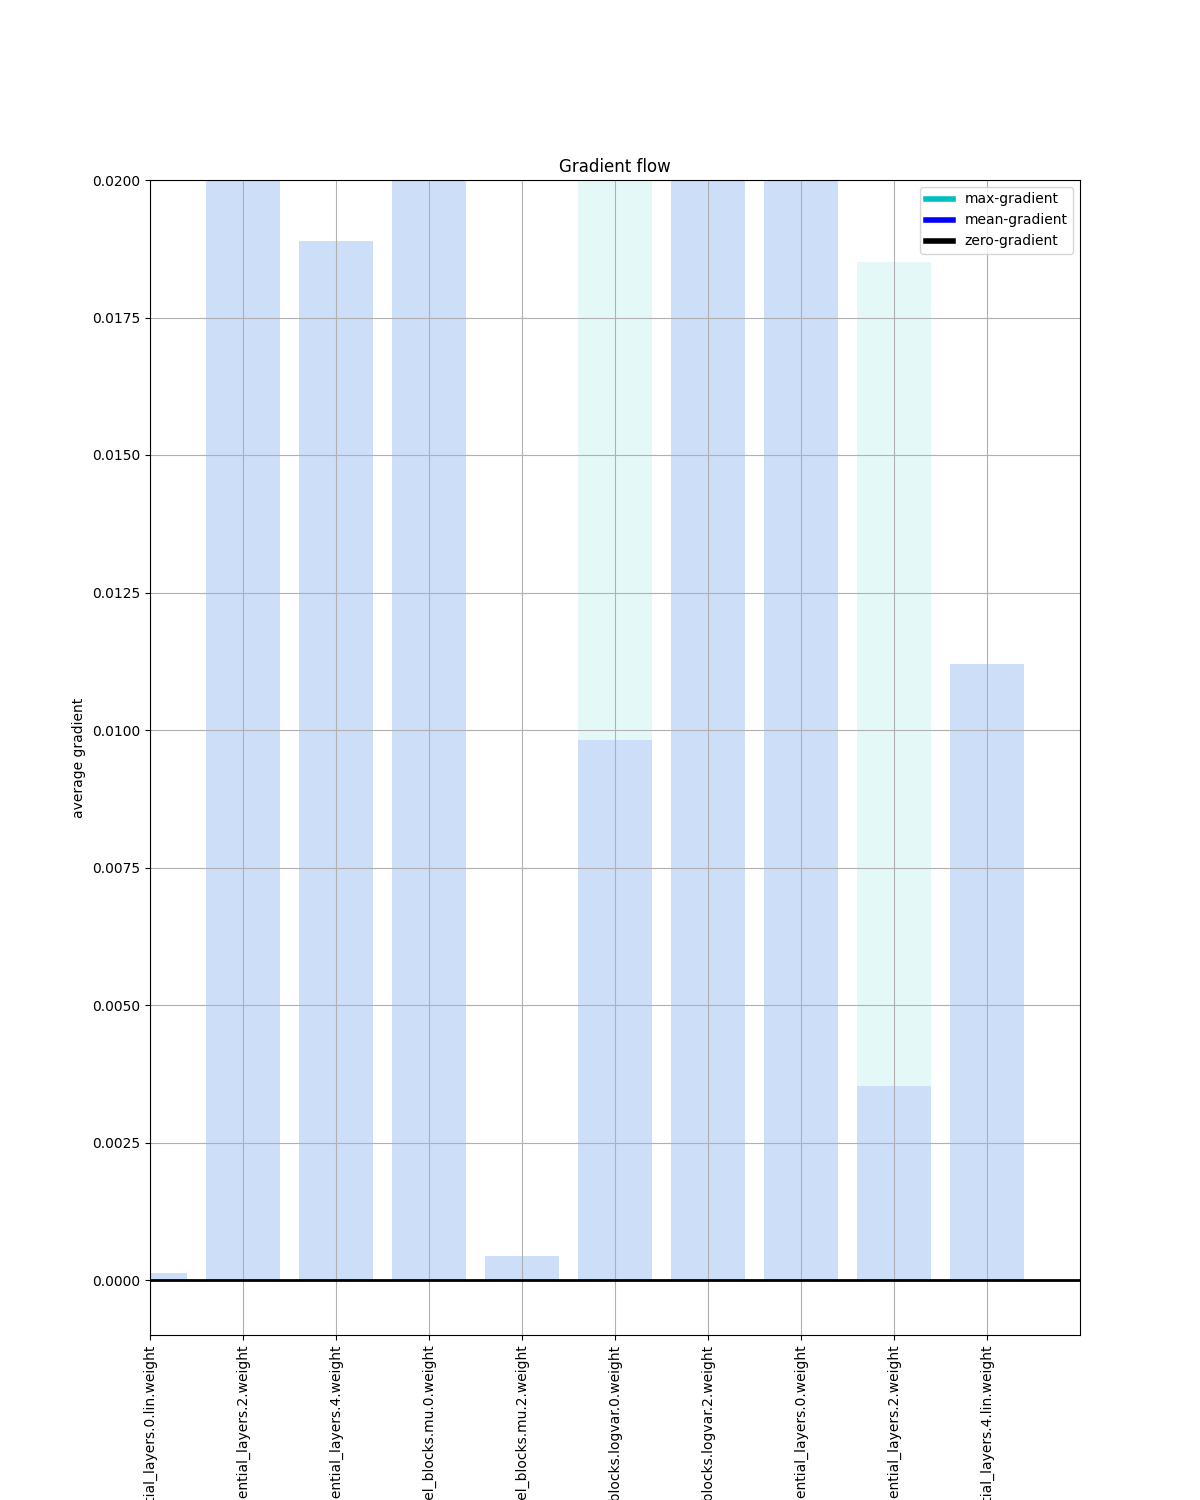 Gradient flow
max-gradient
mean-gradient
zero-gradient
0.0200
0.0175
0.0150
0.0125
0.0100
0.0075
0.0050
0.0025
0.0000
average gradient
tial_layers.0.lin.weight
ential_layers.2.weight
ential_layers.4.weight
el_blocks.mu.0.weight
el_blocks.mu.2.weight
blocks.logvar.0.weight
blocks.logvar.2.weight
ential_layers.0.weight
ential_layers.2.weight
tial_layers.4.lin.weight